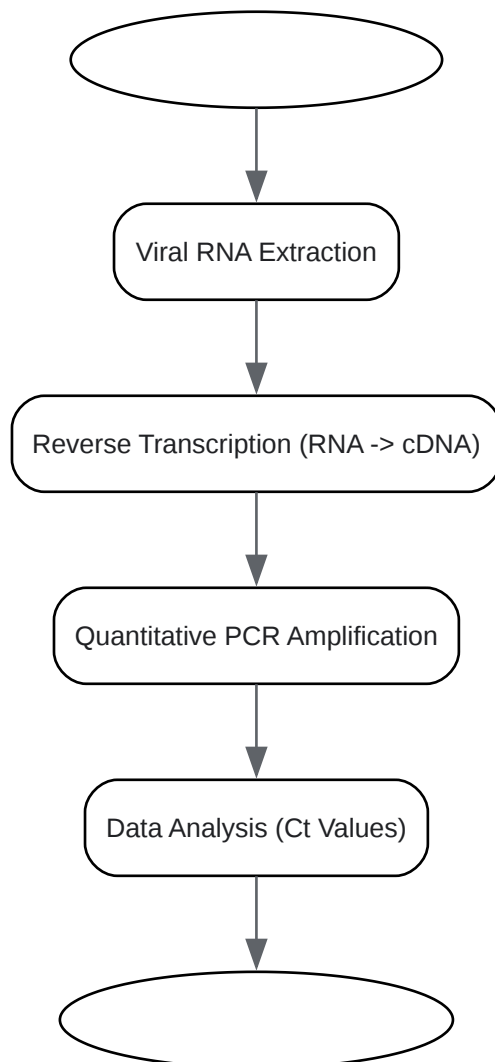 Viral RNA Extraction
Reverse Transcription (RNA -> cDNA)
Quantitative PCR Amplification
Data Analysis (Ct Values)